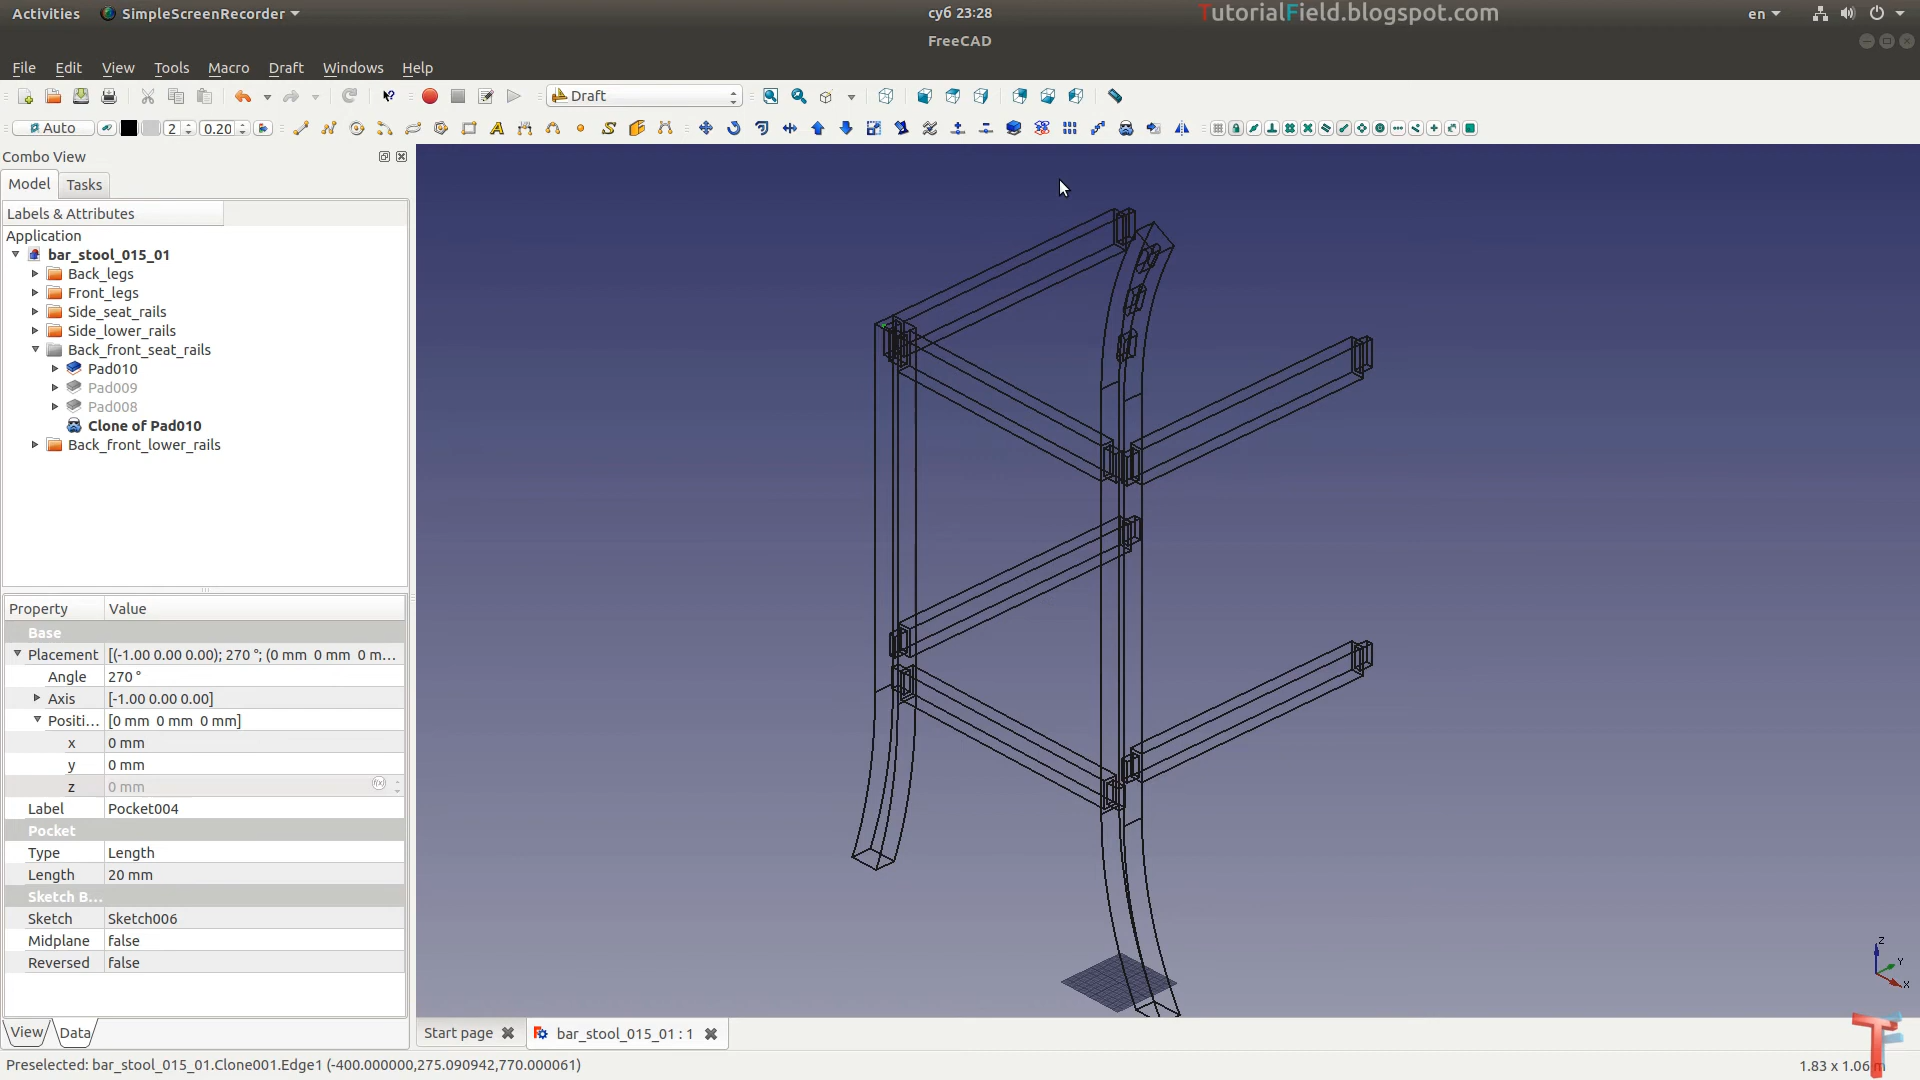 Activities SimpleScreenRecorder суб 23:28 TutorialField.blogspot.com en
FreeCAD
File Edit View Tools Macro Draft Windows Help
Draft
Auto 2 0.20
Combo View
Model Tasks
Labels & Attributes
Application
bar_stool_015_01
Back_legs
Front_legs
Side_seat_rails
Side_lower_rails
Back_front_seat_rails
Pad010
Pad009
Pad008
Clone of Pad010
Back_front_lower_rails
Property Value
Base
Placement [(-1.00 0.00 0.00); 270 °; (0 mm 0 mm 0 m...
Angle 270 °
Axis [-1.00 0.00 0.00]
Positi... [0 mm 0 mm 0 mm]
x 0 mm
y 0 mm
z 0 mm
Label Pocket004
Pocket
Type Length
Length 20 mm
Sketch B...
Sketch Sketch006
Midplane false
Reversed false
Z
Y
X
View Data
Start page bar_stool_015_01 : 1
Preselected: bar_stool_015_01.Clone001.Edge1 (-400.000000,275.090942,770.000061)
1.83 x 1.06 m